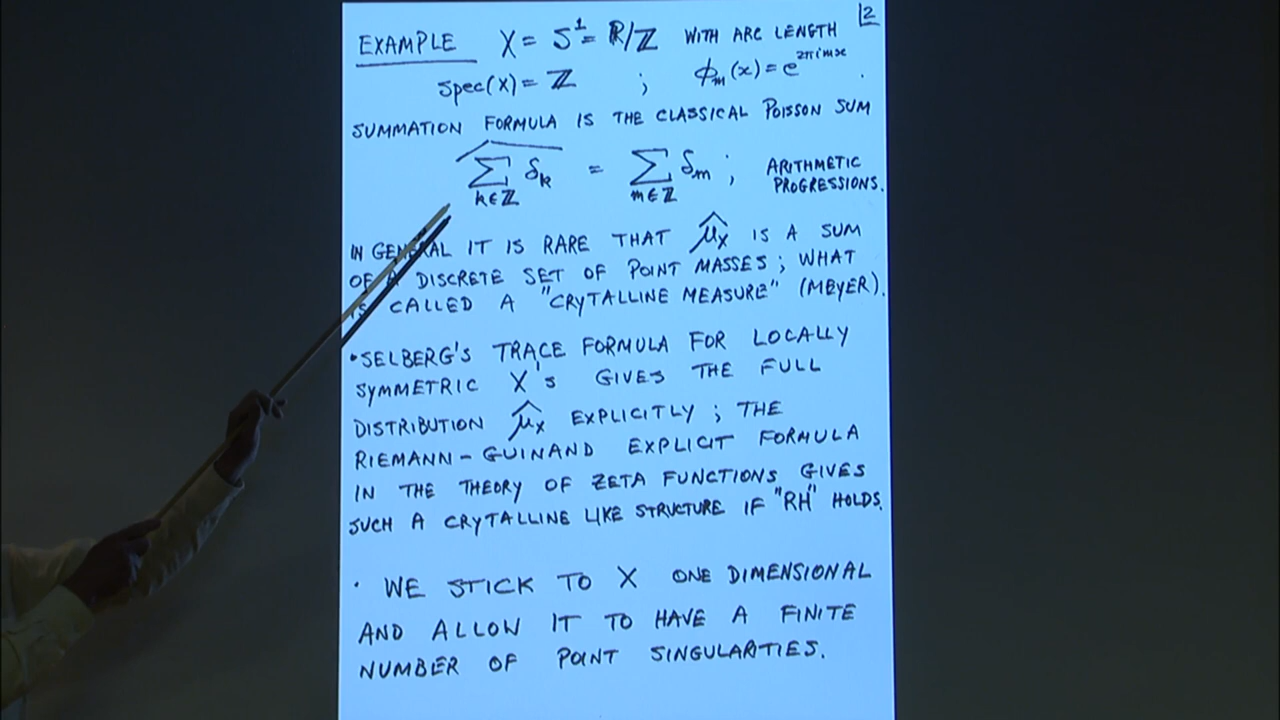 2
EXAMPLE X = S¹ = ℝ/ℤ WITH ARC LENGTH
spec(X) = ℤ ; ϕₘ(x) = e^{2πimx}.
SUMMATION FORMULA IS THE CLASSICAL POISSON SUM
\widehat{∑_{k∈ℤ} δ_k} = ∑_{m∈ℤ} δ_m ; ARITHMETIC
PROGRESSIONS.
IN GENERAL IT IS RARE THAT \widehat{μ}_X IS A SUM
OF A DISCRETE SET OF POINT MASSES ; WHAT
IS CALLED A "CRYTALLINE MEASURE" (MEYER).
• SELBERG'S TRACE FORMULA FOR LOCALLY
SYMMETRIC X'S GIVES THE FULL
DISTRIBUTION \widehat{μ}_X EXPLICITLY ; THE
RIEMANN-GUINAND EXPLICIT FORMULA
IN THE THEORY OF ZETA FUNCTIONS GIVES
SUCH A CRYTALLINE LIKE STRUCTURE IF "RH" HOLDS.
• WE STICK TO X ONE DIMENSIONAL
AND ALLOW IT TO HAVE A FINITE
NUMBER OF POINT SINGULARTIES.